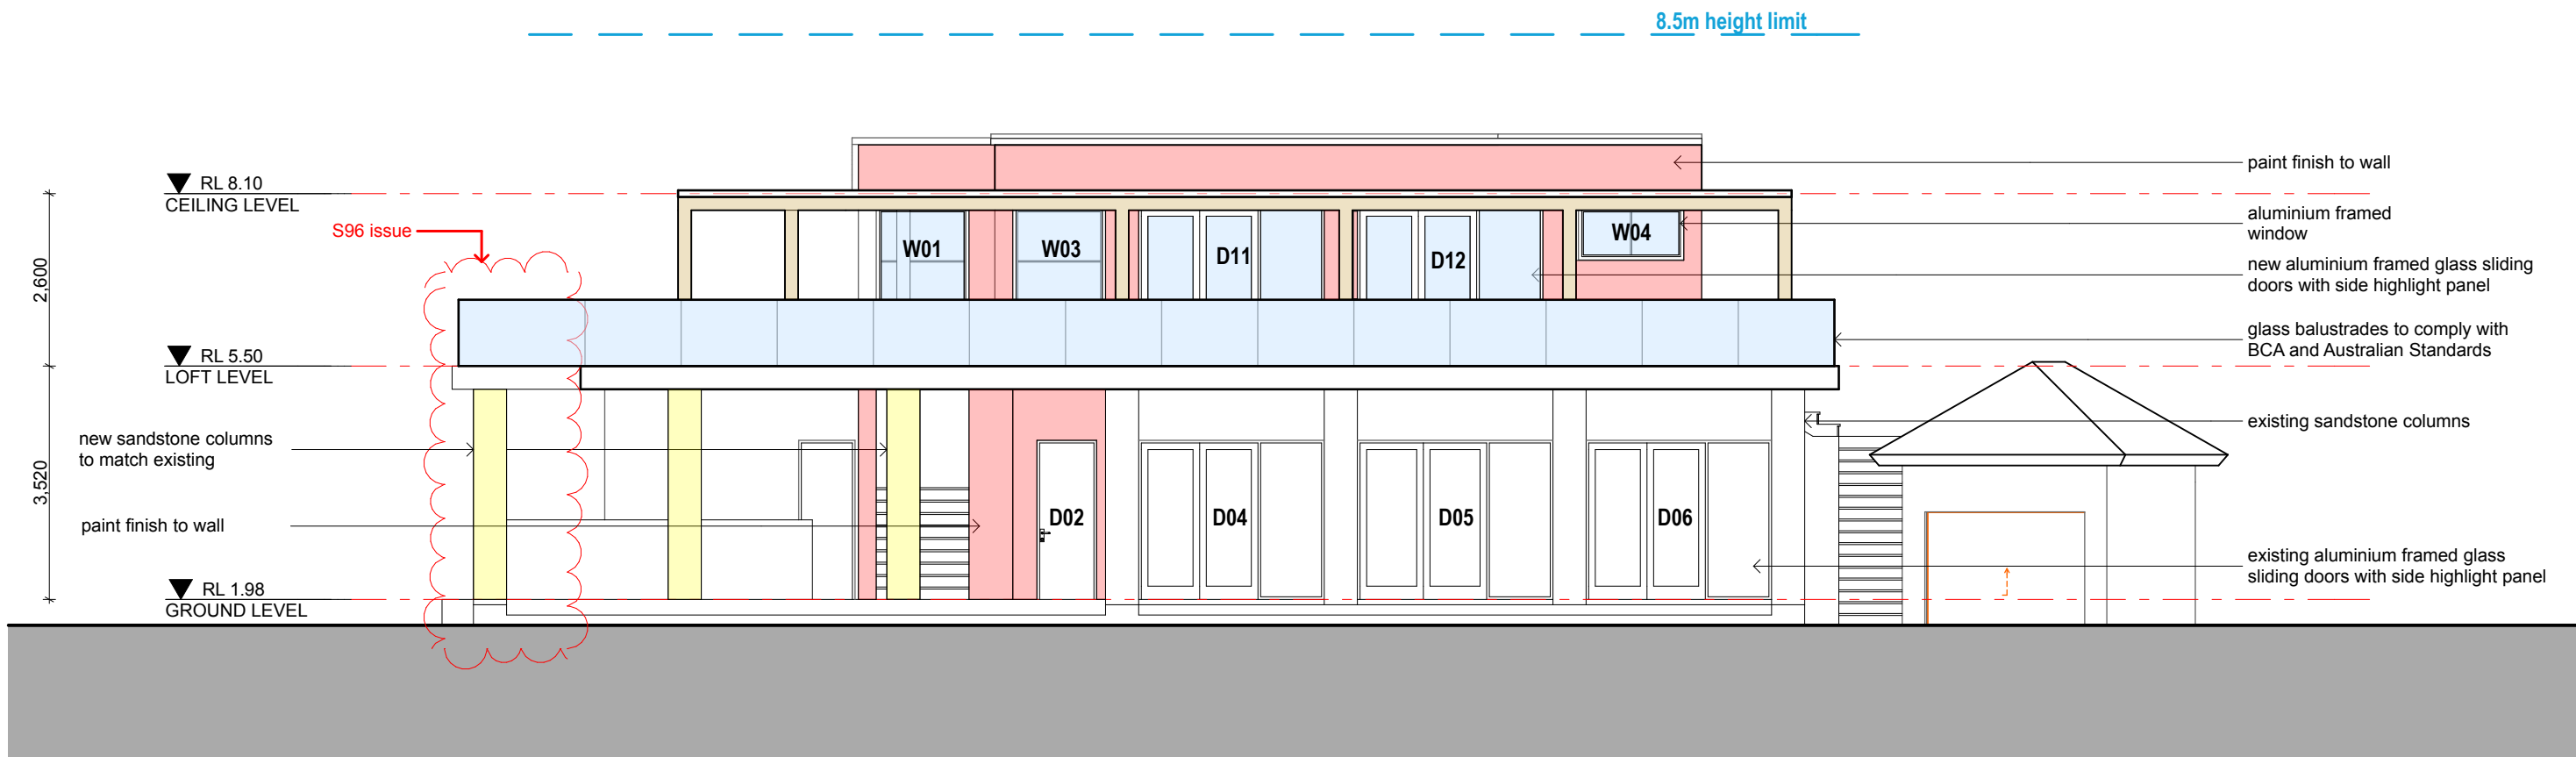 8.5m height limit
RL 8.10
CEILING LEVEL
S96 issue
2,600
RL 5.50
LOFT LEVEL
new sandstone columns
to match existing
3,520
paint finish to wall
RL 1.98
GROUND LEVEL
W01
W03
D11
D12
W04
D02
D04
D05
D06
paint finish to wall
aluminium framed
window
new aluminium framed glass sliding
doors with side highlight panel
glass balustrades to comply with
BCA and Australian Standards
existing sandstone columns
existing aluminium framed glass
sliding doors with side highlight panel